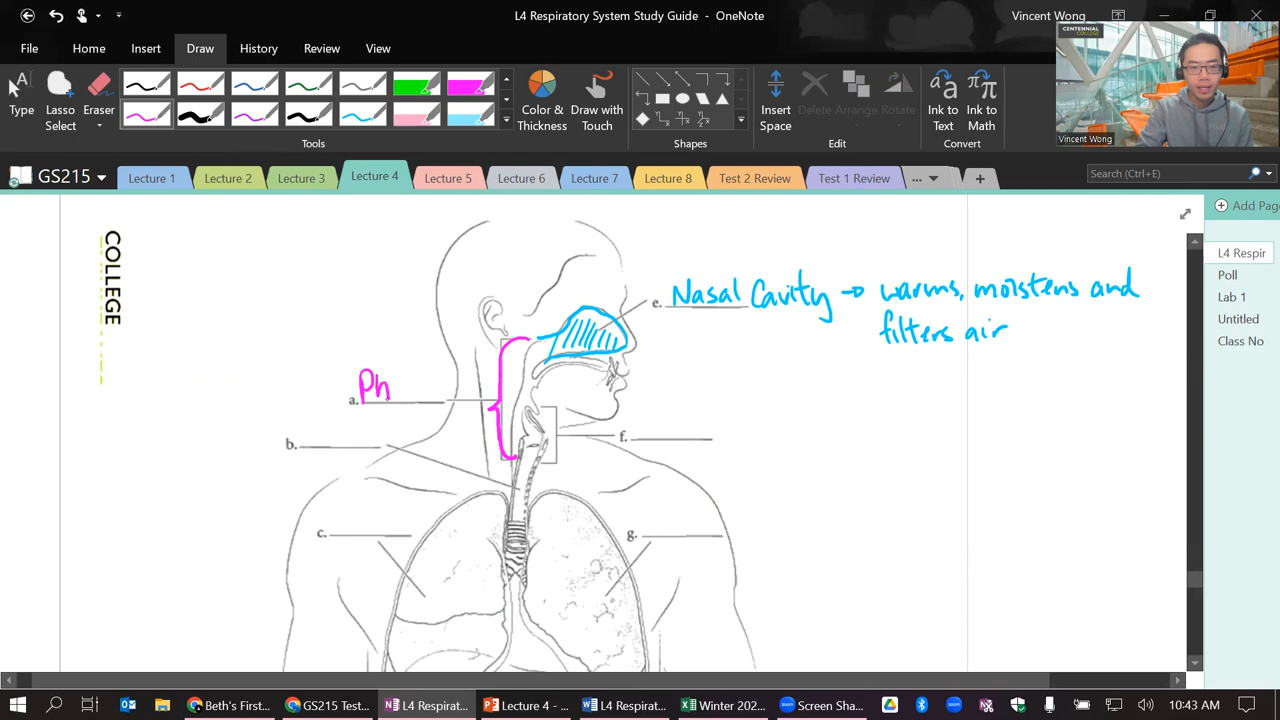 L4 Respiratory System Study Guide - OneNote
Vincent Wong
File Home Insert Draw History Review View
CENTENNIAL
COLLEGE
Vincent Wong
Type
Lasso
Select
Eraser
Color &
Thickness
Draw with
Touch
Insert
Space
Delete Arrange Rotate
Ink to
Text
Ink to
Math
Tools
Shapes
Edit
Convert
GS215 Lecture 1 Lecture 2 Lecture 3 Lecture 4 Lecture 5 Lecture 6 Lecture 7 Lecture 8 Test 2 Review Test 1 Review ...
Search (Ctrl+E)
Add Pag
L4 Respir
Poll
Lab 1
Untitled
Class No
COLLEGE
e. Nasal Cavity → warms, moistens and
filters air
a. Ph
b.
f.
c.
g.
Beth's First... GS215 Test... L4 Respirat... Lecture 4 -... L4 Respirat... Winter 202... Screen Sha...
10:43 AM